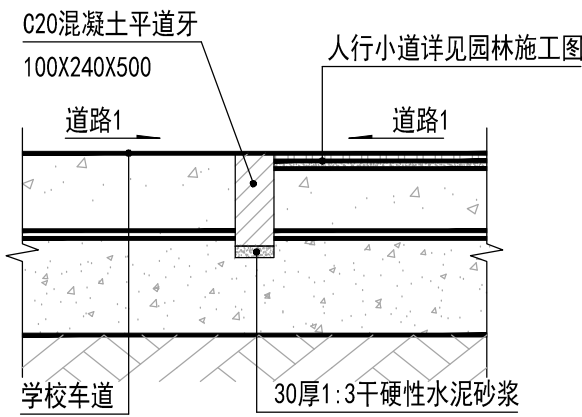 C20混凝土平道牙
100X240X500
人行小道详见园林施工图
道路1
道路1
学校车道
30厚1:3干硬性水泥砂浆